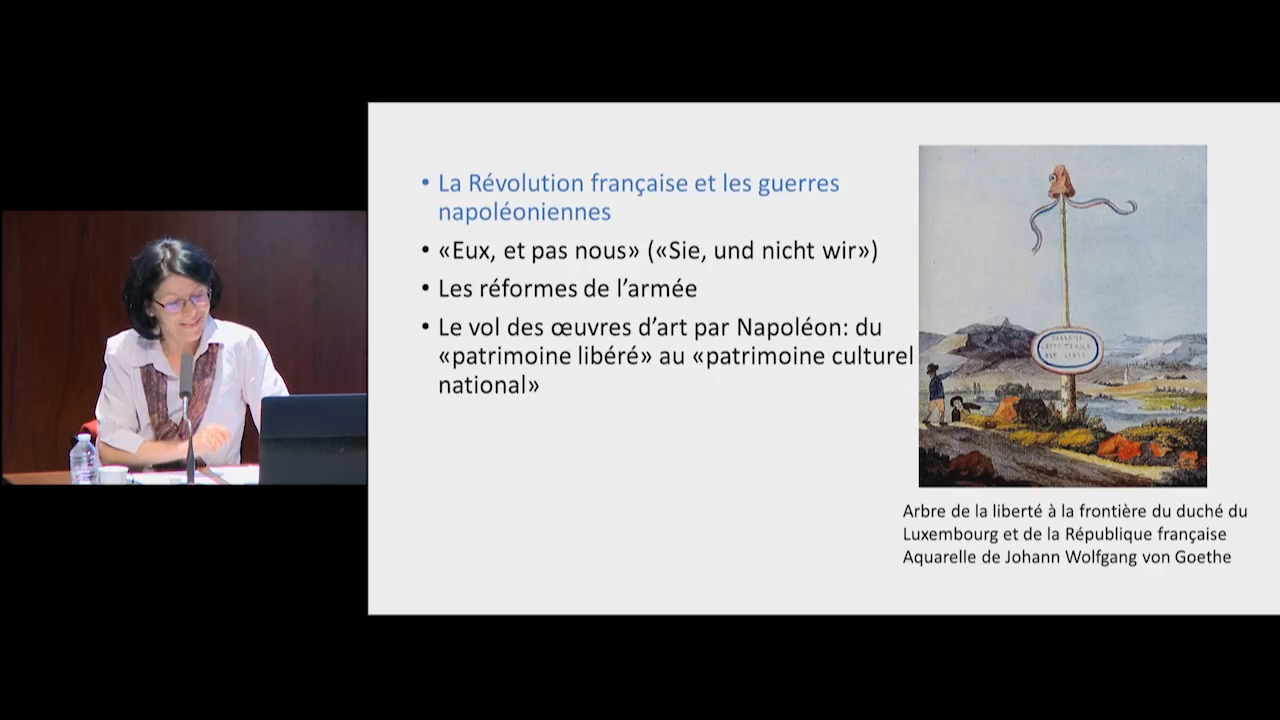 • La Révolution française et les guerres
napoléoniennes
• «Eux, et pas nous» («Sie, und nicht wir»)
• Les réformes de l’armée
• Le vol des œuvres d’art par Napoléon: du
«patrimoine libéré» au «patrimoine culturel
national»
Arbre de la liberté à la frontière du duché du
Luxembourg et de la République française
Aquarelle de Johann Wolfgang von Goethe